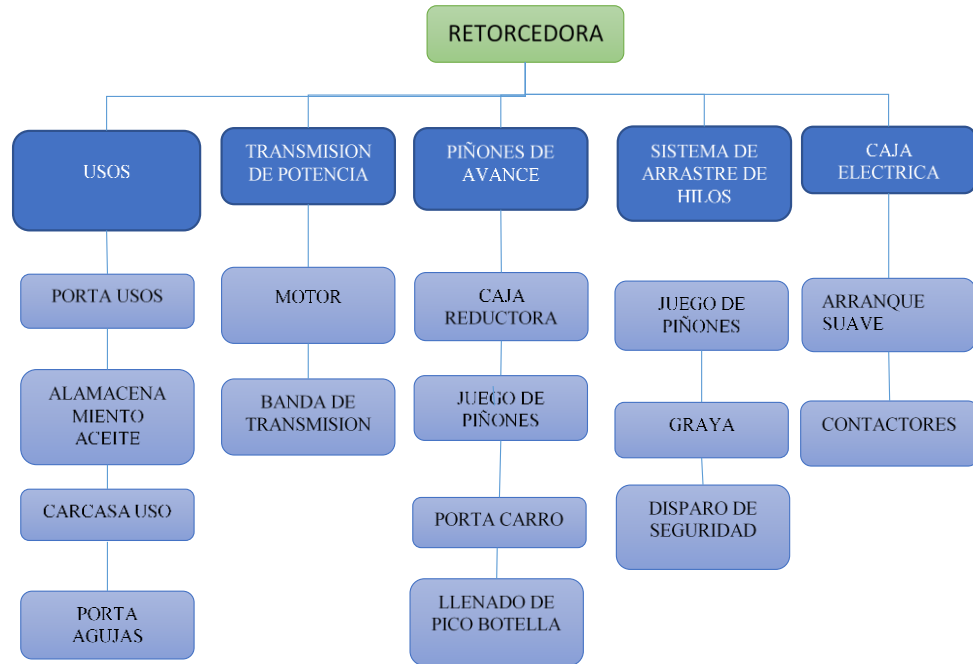 RETORCEDORA
USOS
PORTA USOS
ALAMACENA
MIENTO
ACEITE
CARCASA USO
PORTA
AGUJAS
TRANSMISION
DE POTENCIA
MOTOR
BANDA DE
TRANSMISION
PIÑONES DE
AVANCE
CAJA
REDUCTORA
JUEGO DE
PIÑONES
PORTA CARRO
LLENADO DE
PICO BOTELLA
SISTEMA DE
ARRASTRE DE
HILOS
JUEGO DE
PIÑONES
GRAYA
DISPARO DE
SEGURIDAD
CAJA
ELECTRICA
ARRANQUE
SUAVE
CONTACTORES